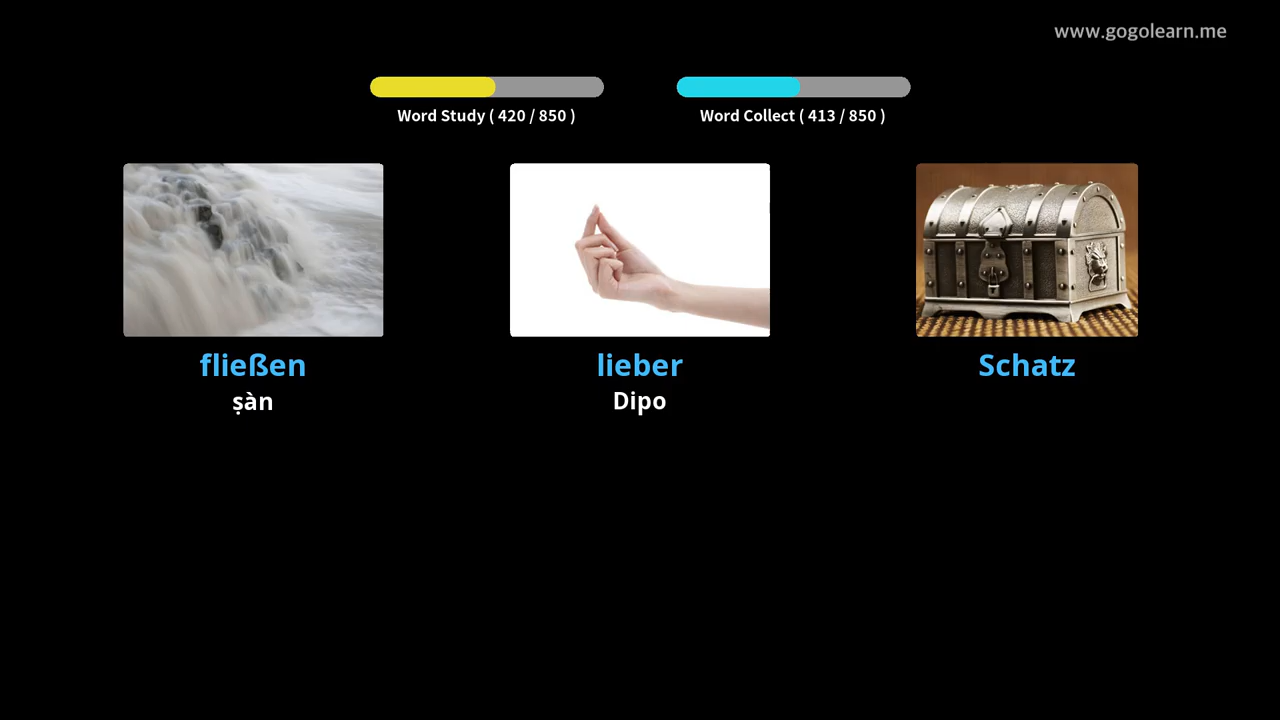 www.gogolearn.me
Word Study ( 420 / 850 )
Word Collect ( 413 / 850 )
fließen
ṣàn
lieber
Dipo
Schatz